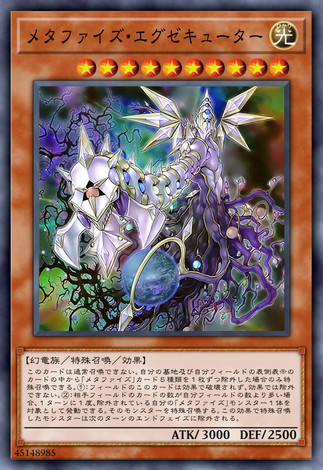 メタファイズ・エグゼキューター
光
【幻竜族／特殊召喚／効果】
このカードは通常召喚できない。自分の墓地及び自分フィールドの表側表示の
カードの中から「メタファイズ」カード5種類を1枚ずつ除外した場合のみ特
殊召喚できる。①：フィールドのこのカードは効果では破壊されず、効果では除外
できない。②：相手フィールドのカードの数が自分フィールドの数より多い場
合、1ターンに1度、除外されている自分の「メタファイズ」モンスター1体を
対象として発動できる。そのモンスターを特殊召喚する。この効果で特殊召喚
したモンスターは次のターンのエンドフェイズに除外される。
ATK/ 3000 DEF/2500
45148985